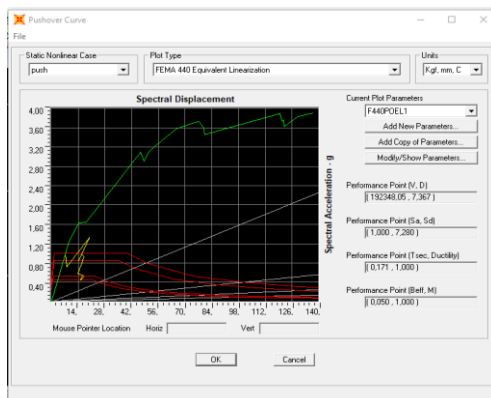 Pushover Curve
File
Static Nonlinear Case
push
Plot Type
FEMA 440 Equivalent Linearization
Units
Kgf, mm, C
Spectral Displacement
Current Plot Parameters
F440POEL1
Add New Parameters...
Add Copy of Parameters...
Modify/Show Parameters...
Performance Point (V, D)
( 192348,05 , 7,367 )
Performance Point (Sa, Sd)
( 1,000 , 7,280 )
Performance Point (Tsec, Ductility)
( 0,171 , 1,000 )
Performance Point (Beff, M)
( 0,050 , 1,000 )
Spectral Acceleration - g
4,00
3,60
3,20
2,80
2,40
2,00
1,60
1,20
0,80
0,40
14, 28, 42, 56, 70, 84, 98, 112, 126, 140,
Mouse Pointer Location Horiz Vert
OK Cancel